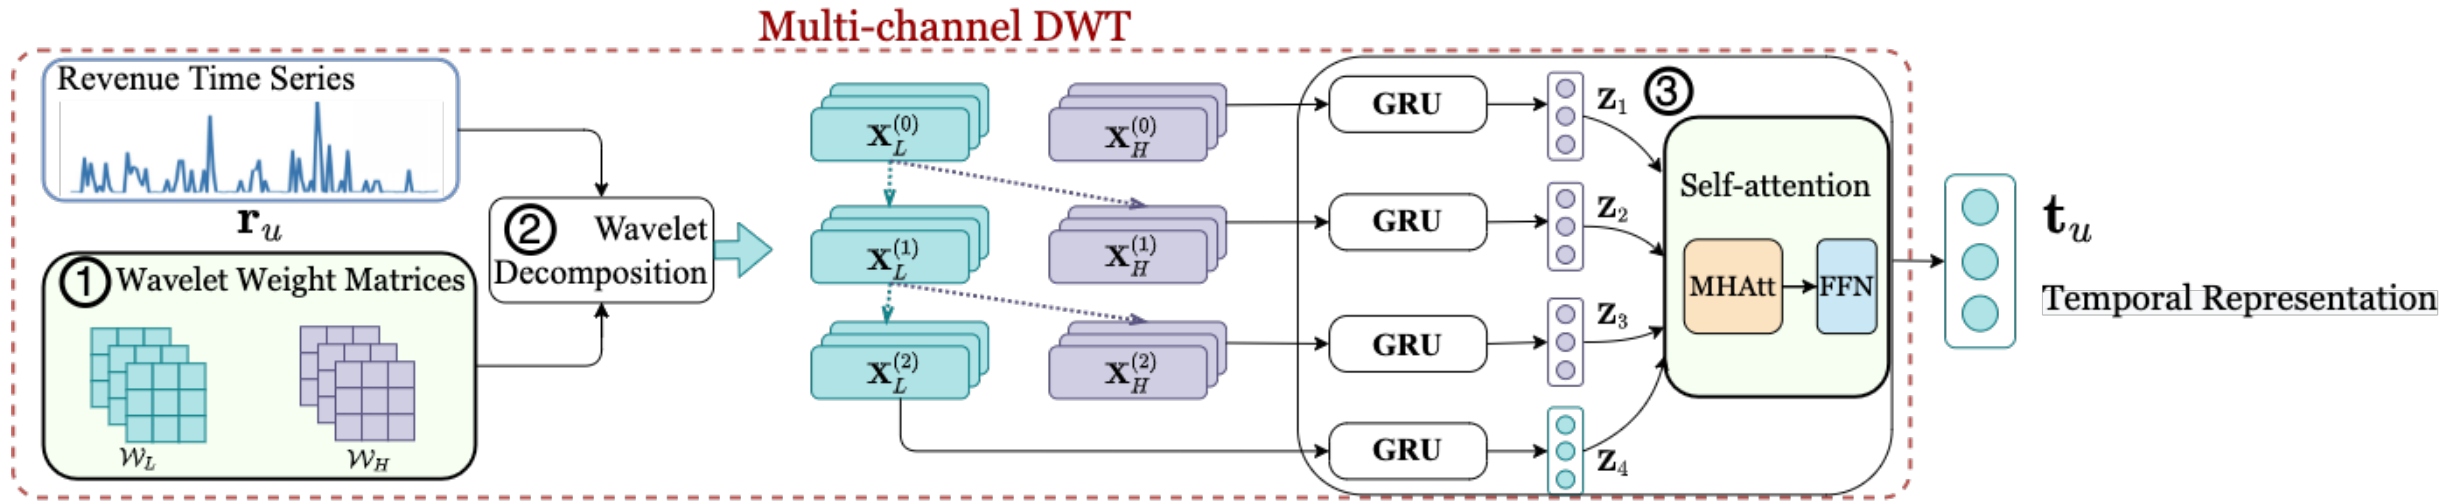 Multi-channel DWT
Revenue Time Series
r_u
① Wavelet Weight Matrices
W_L
W_H
② Wavelet
Decomposition
X_L^(0)
X_H^(0)
X_L^(1)
X_H^(1)
X_L^(2)
X_H^(2)
GRU
GRU
GRU
GRU
z_1
z_2
z_3
z_4
③
Self-attention
MHAtt
FFN
t_u
Temporal Representation